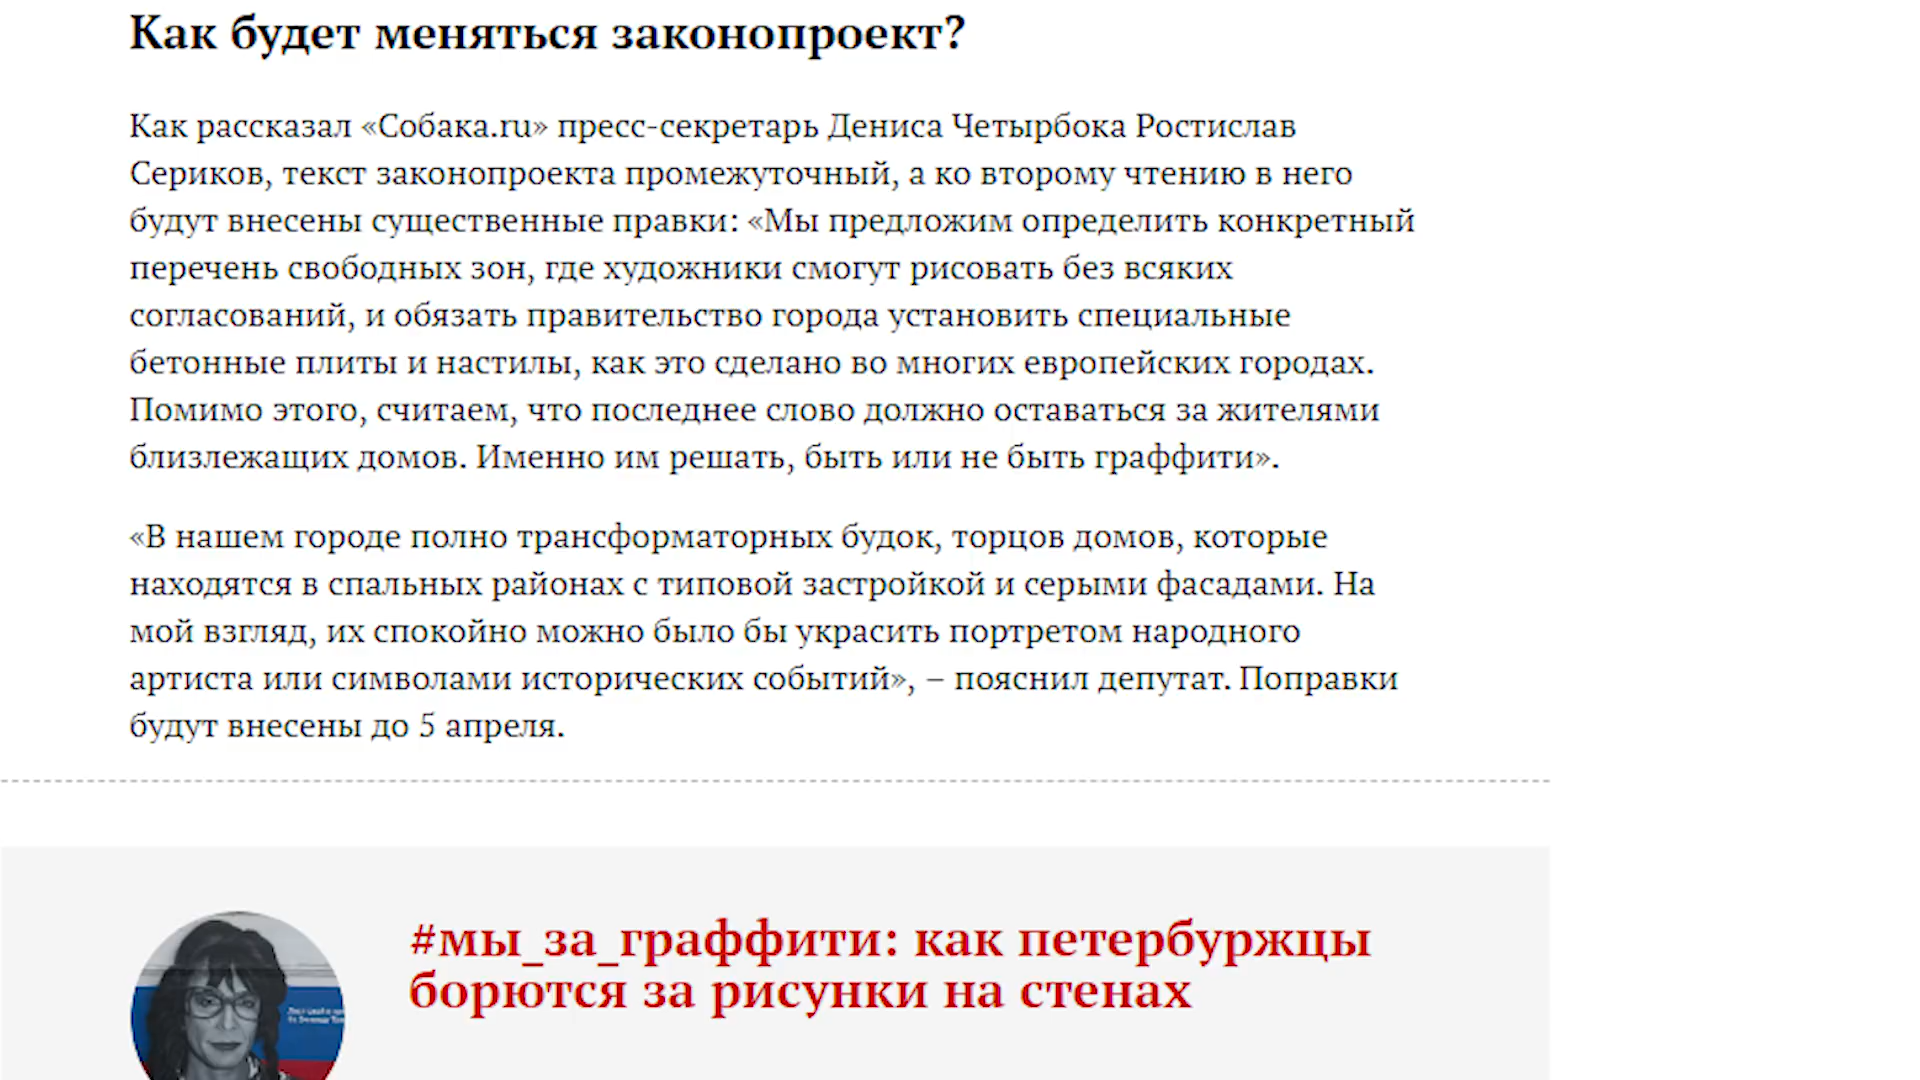 Как будет меняться законопроект?
Как рассказал «Собака.ru» пресс-секретарь Дениса Четырбока Ростислав
Сериков, текст законопроекта промежуточный, а ко второму чтению в него
будут внесены существенные правки: «Мы предложим определить конкретный
перечень свободных зон, где художники смогут рисовать без всяких
согласований, и обязать правительство города установить специальные
бетонные плиты и настилы, как это сделано во многих европейских городах.
Помимо этого, считаем, что последнее слово должно оставаться за жителями
близлежащих домов. Именно им решать, быть или не быть граффити».
«В нашем городе полно трансформаторных будок, торцов домов, которые
находятся в спальных районах с типовой застройкой и серыми фасадами. На
мой взгляд, их спокойно можно было бы украсить портретом народного
артиста или символами исторических событий», – пояснил депутат. Поправки
будут внесены до 5 апреля.
#мы_за_граффити: как петербуржцы
борются за рисунки на стенах